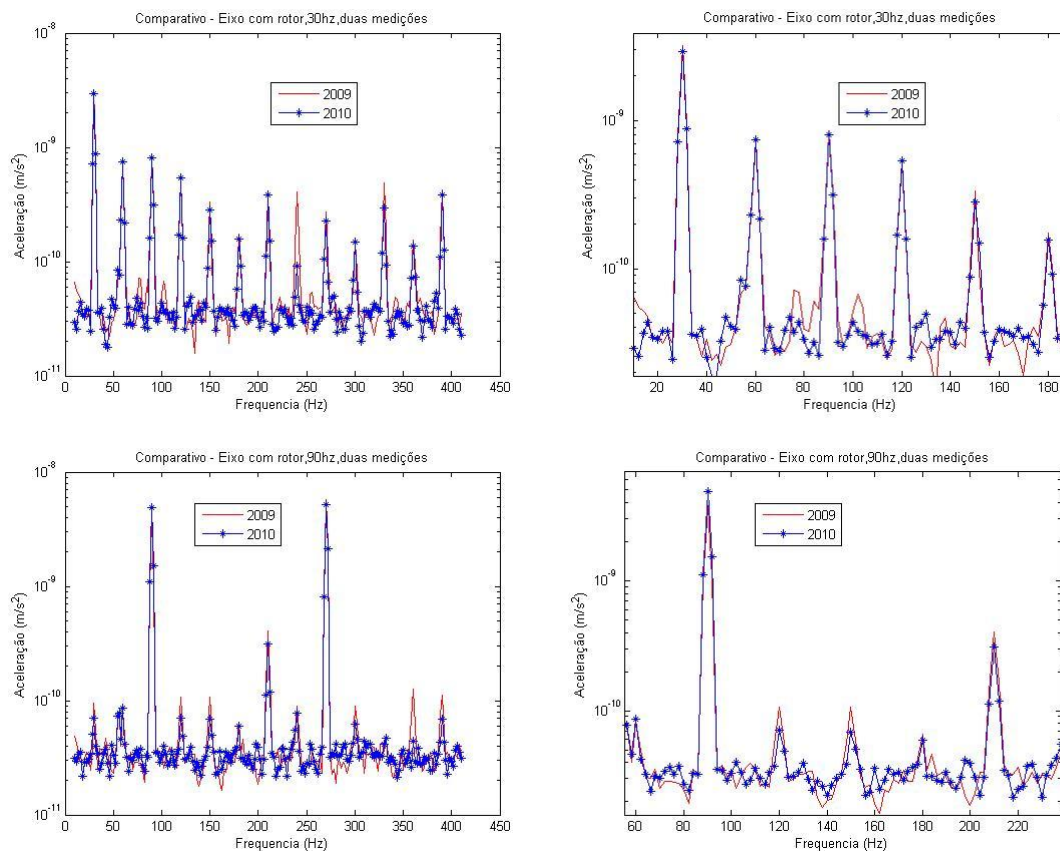 Comparativo - Eixo com rotor,30hz,duas medições
10⁻⁸
10⁻⁹
10⁻¹⁰
10⁻¹¹
Aceleração (m/s²)
2009
2010
0 50 100 150 200 250 300 350 400 450
Frequencia (Hz)
Comparativo - Eixo com rotor,30hz,duas medições
10⁻⁹
10⁻¹⁰
Aceleração (m/s²)
2009
2010
20 40 60 80 100 120 140 160 180
Frequencia (Hz)
Comparativo - Eixo com rotor,90hz,duas medições
10⁻⁸
10⁻⁹
10⁻¹⁰
10⁻¹¹
Aceleração (m/s²)
2009
2010
0 50 100 150 200 250 300 350 400 450
Frequencia (Hz)
Comparativo - Eixo com rotor,90hz,duas medições
10⁻⁹
10⁻¹⁰
Aceleração (m/s²)
2009
2010
60 80 100 120 140 160 180 200 220
Frequencia (Hz)